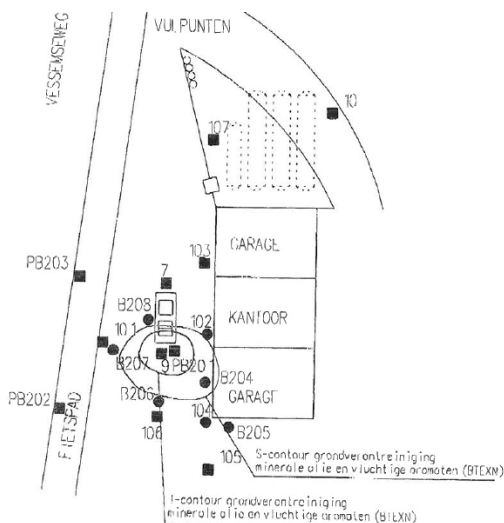 VESSEMSEWEG
VULPUNTEN
10
107
GARAGE
103
PB203
7
B208
KANTOOR
102
101
B207
9
PB201
B204
GARAGE
B206
PB202
FIETSPAD
104
B205
106
105
S-contour grondverontreiniging
minerale olie en vluchtige aromaten (BTEXN)
I-contour grondverontreiniging
minerale olie en vluchtige aromaten (BTEXN)